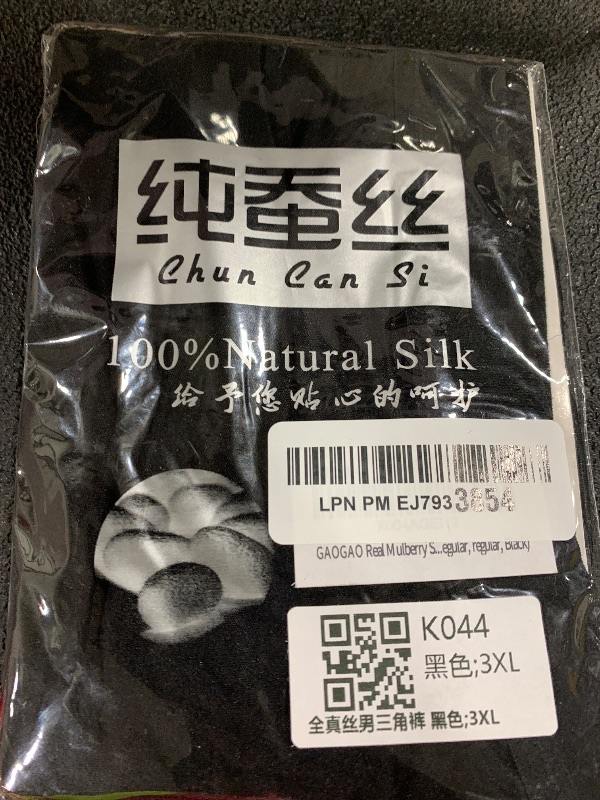 纯蚕丝
Chun Can Si
100%Natural Silk
给予您贴心的呵护
LPN PM EJ7933854
GAOGAO Real Mulberry S...egular, regular, Black)
K044
黑色;3XL
全真丝男三角裤 黑色;3XL